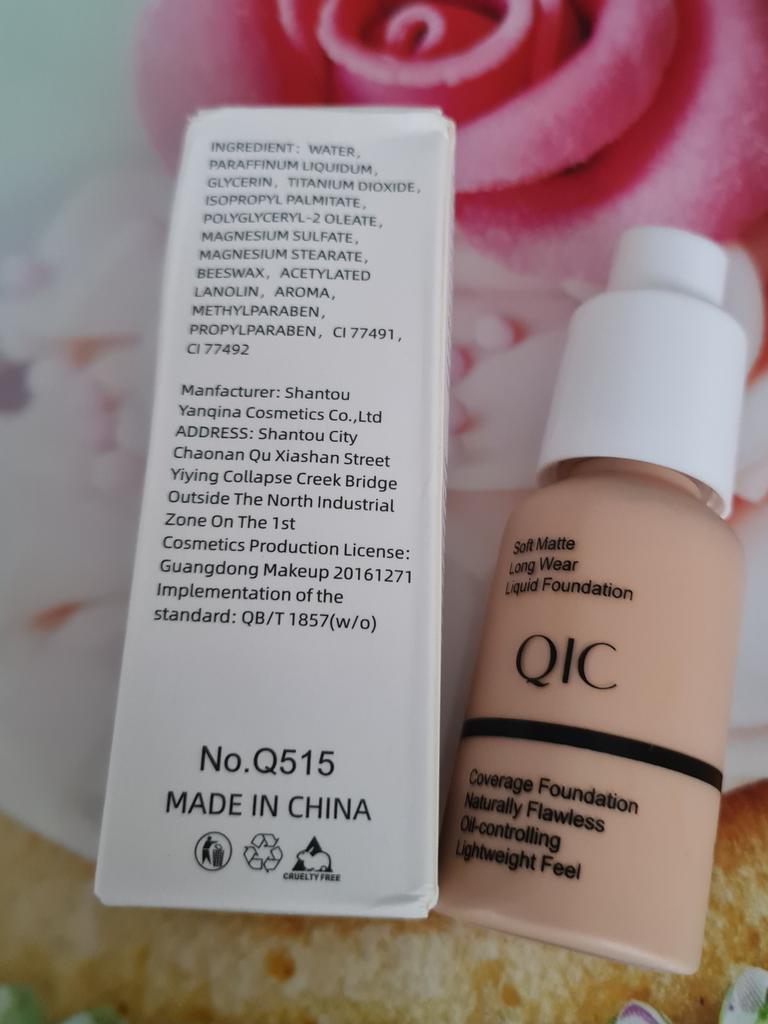 INGREDIENT: WATER,
PARAFFINUM LIQUIDUM,
GLYCERIN, TITANIUM DIOXIDE,
ISOPROPYL PALMITATE,
POLYGLYCERYL-2 OLEATE,
MAGNESIUM SULFATE,
MAGNESIUM STEARATE,
BEESWAX, ACETYLATED
LANOLIN, AROMA,
METHYLPARABEN,
PROPYLPARABEN, CI 77491,
CI 77492
Manfacturer: Shantou
Yanqina Cosmetics Co.,Ltd
ADDRESS: Shantou City
Chaonan Qu Xiashan Street
Yiying Collapse Creek Bridge
Outside The North Industrial
Zone On The 1st
Cosmetics Production License:
Guangdong Makeup 20161271
Implementation of the
standard: QB/T 1857(w/o)
No.Q515
MADE IN CHINA
CRUELTY FREE
Soft Matte
Long Wear
Liquid Foundation
QIC
Coverage Foundation
Naturally Flawless
Oil-controlling
Lightweight Feel